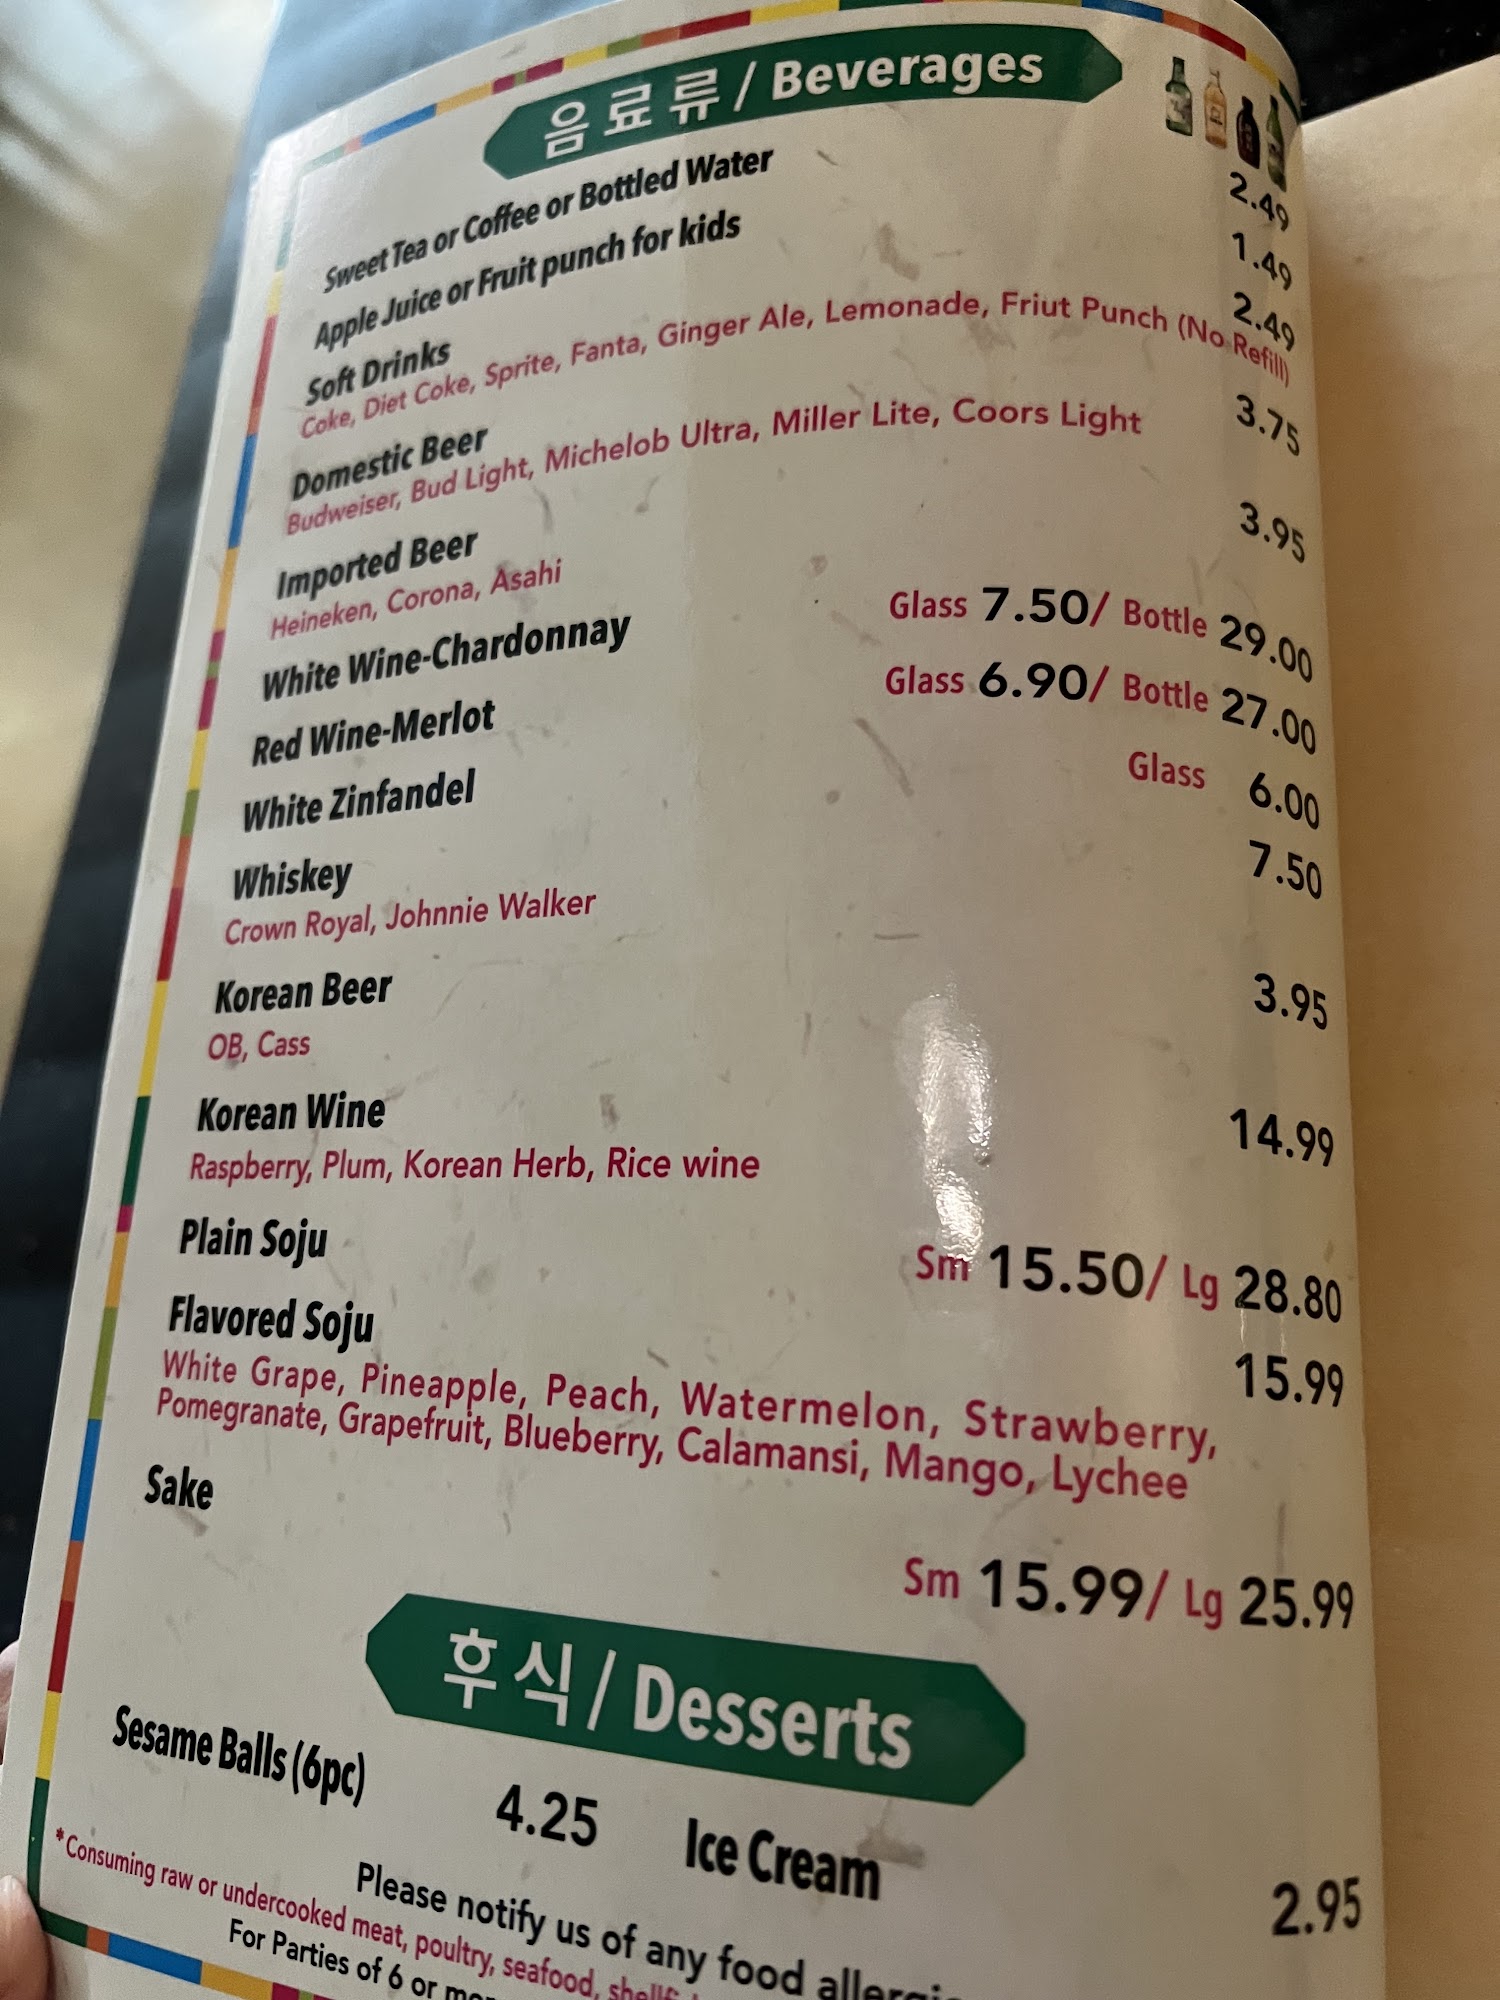 음료류 / Beverages
Sweet Tea or Coffee or Bottled Water 2.49
Apple Juice or Fruit punch for kids 1.49
Soft Drinks 2.49
Coke, Diet Coke, Sprite, Fanta, Ginger Ale, Lemonade, Friut Punch (No Refill)
Domestic Beer 3.75
Budweiser, Bud Light, Michelob Ultra, Miller Lite, Coors Light
Imported Beer 3.95
Heineken, Corona, Asahi
White Wine-Chardonnay Glass 7.50/ Bottle 29.00
Red Wine-Merlot Glass 6.90/ Bottle 27.00
White Zinfandel Glass 6.00
Whiskey 7.50
Crown Royal, Johnnie Walker
Korean Beer 3.95
OB, Cass
Korean Wine 14.99
Raspberry, Plum, Korean Herb, Rice wine
Plain Soju Sm 15.50/ Lg 28.80
Flavored Soju 15.99
White Grape, Pineapple, Peach, Watermelon, Strawberry,
Pomegranate, Grapefruit, Blueberry, Calamansi, Mango, Lychee
Sake Sm 15.99/ Lg 25.99
후식 / Desserts
Sesame Balls (6pc) 4.25 Ice Cream 2.95
Please notify us of any food
*Consuming raw or undercooked meat, poultry, seafood,
For Parties of 6 or